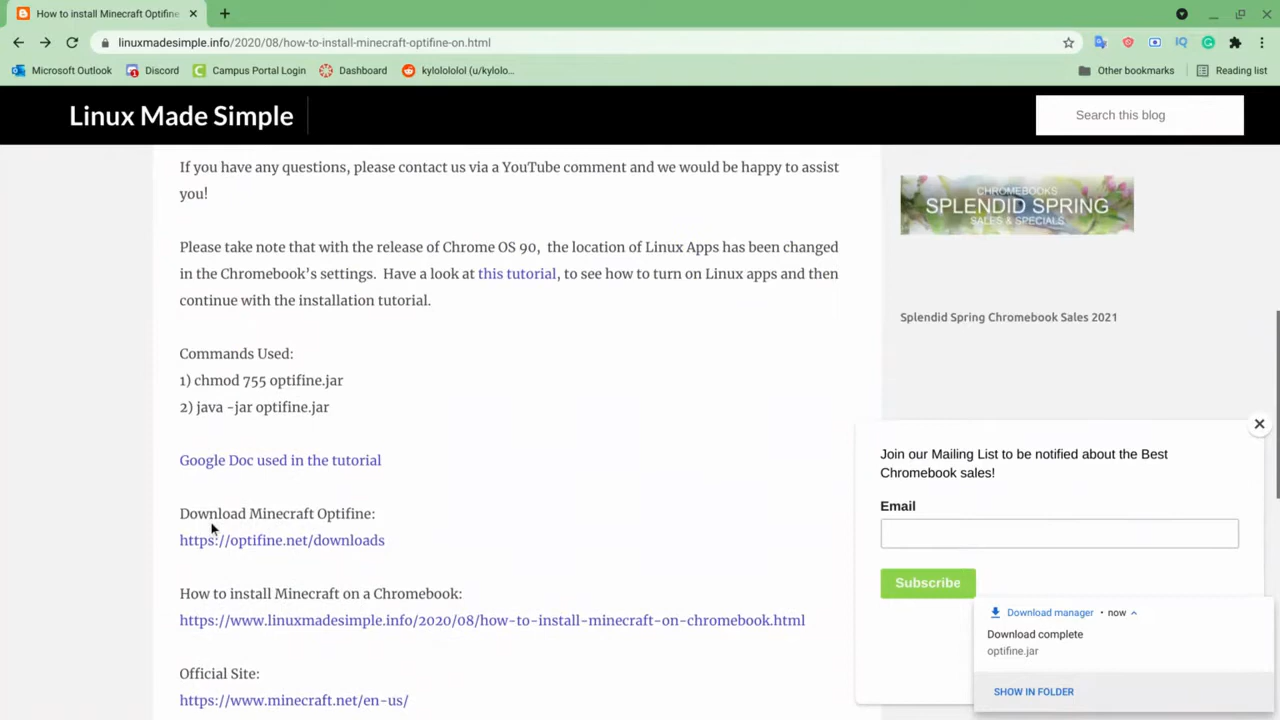 How to install Minecraft Optifine
linuxmadesimple.info/2020/08/how-to-install-minecraft-optifine-on.html
Microsoft Outlook
Discord
Campus Portal Login
Dashboard
kylolololol (u/kylolo...
Other bookmarks
Reading list
Linux Made Simple
Search this blog
If you have any questions, please contact us via a YouTube comment and we would be happy to assist
you!
Please take note that with the release of Chrome OS 90, the location of Linux Apps has been changed
in the Chromebook's settings. Have a look at this tutorial, to see how to turn on Linux apps and then
continue with the installation tutorial.
Commands Used:
1) chmod 755 optifine.jar
2) java -jar optifine.jar
Google Doc used in the tutorial
Download Minecraft Optifine:
https://optifine.net/downloads
How to install Minecraft on a Chromebook:
https://www.linuxmadesimple.info/2020/08/how-to-install-minecraft-on-chromebook.html
Official Site:
https://www.minecraft.net/en-us/
CHROMEBOOKS
SPLENDID SPRING
SALES & SPECIALS
Splendid Spring Chromebook Sales 2021
Join our Mailing List to be notified about the Best
Chromebook sales!
Email
Subscribe
Download manager • now
Download complete
optifine.jar
SHOW IN FOLDER